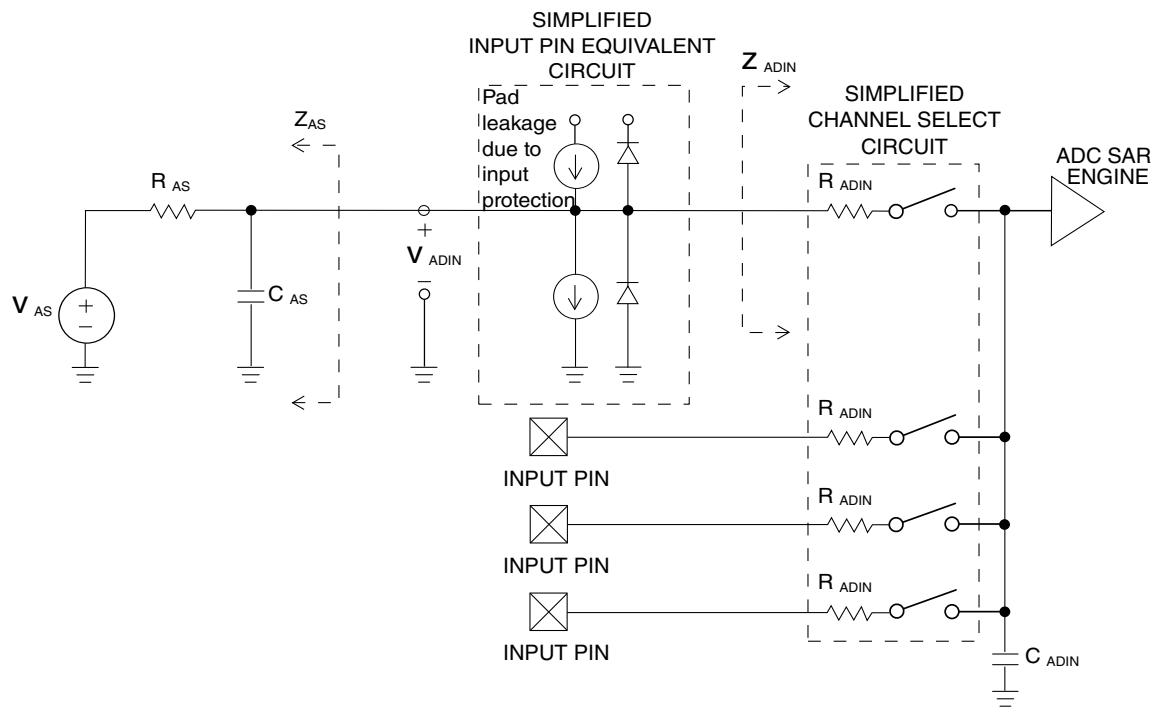 SIMPLIFIED
INPUT PIN EQUIVALENT
CIRCUIT
Pad
leakage
due to
input
protection
Z ADIN
SIMPLIFIED
CHANNEL SELECT
CIRCUIT
ADC SAR
ENGINE
Z AS
R AS
R ADIN
+
V ADIN
–
C AS
V AS
+
–
R ADIN
INPUT PIN
R ADIN
INPUT PIN
R ADIN
INPUT PIN
C ADIN